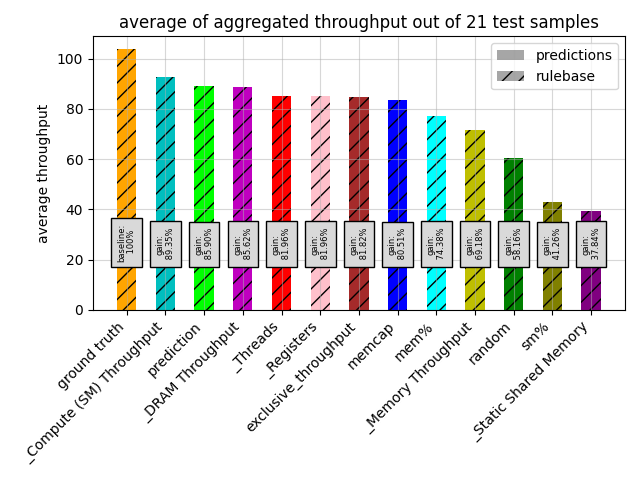 average of aggregated throughput out of 21 test samples
average throughput
100
80
60
40
20
0
predictions
rulebase
baseline:
100%
gain:
89.35%
gain:
85.90%
gain:
85.62%
gain:
81.96%
gain:
81.96%
gain:
81.82%
gain:
80.51%
gain:
74.38%
gain:
69.18%
gain:
58.16%
gain:
41.26%
gain:
37.84%
ground truth
_Compute (SM) Throughput
prediction
_DRAM Throughput
_Threads
_Registers
exclusive_throughput
memcap
mem%
_Memory Throughput
random
sm%
_Static Shared Memory